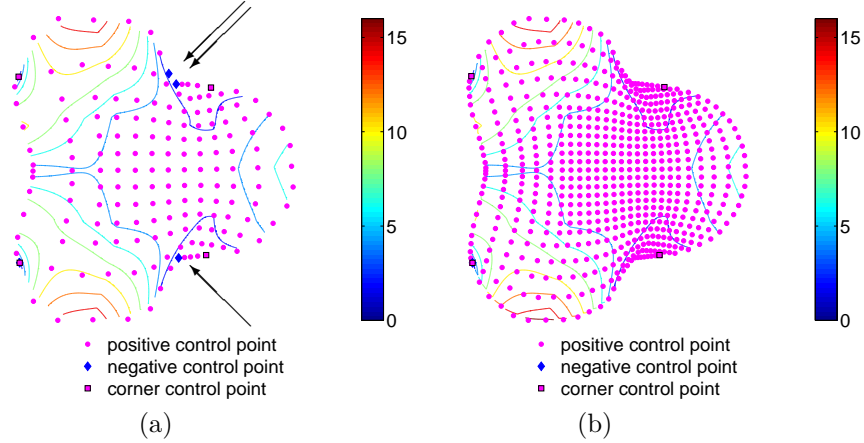 15
10
5
0
positive control point
negative control point
corner control point
(a)
15
10
5
0
positive control point
negative control point
corner control point
(b)